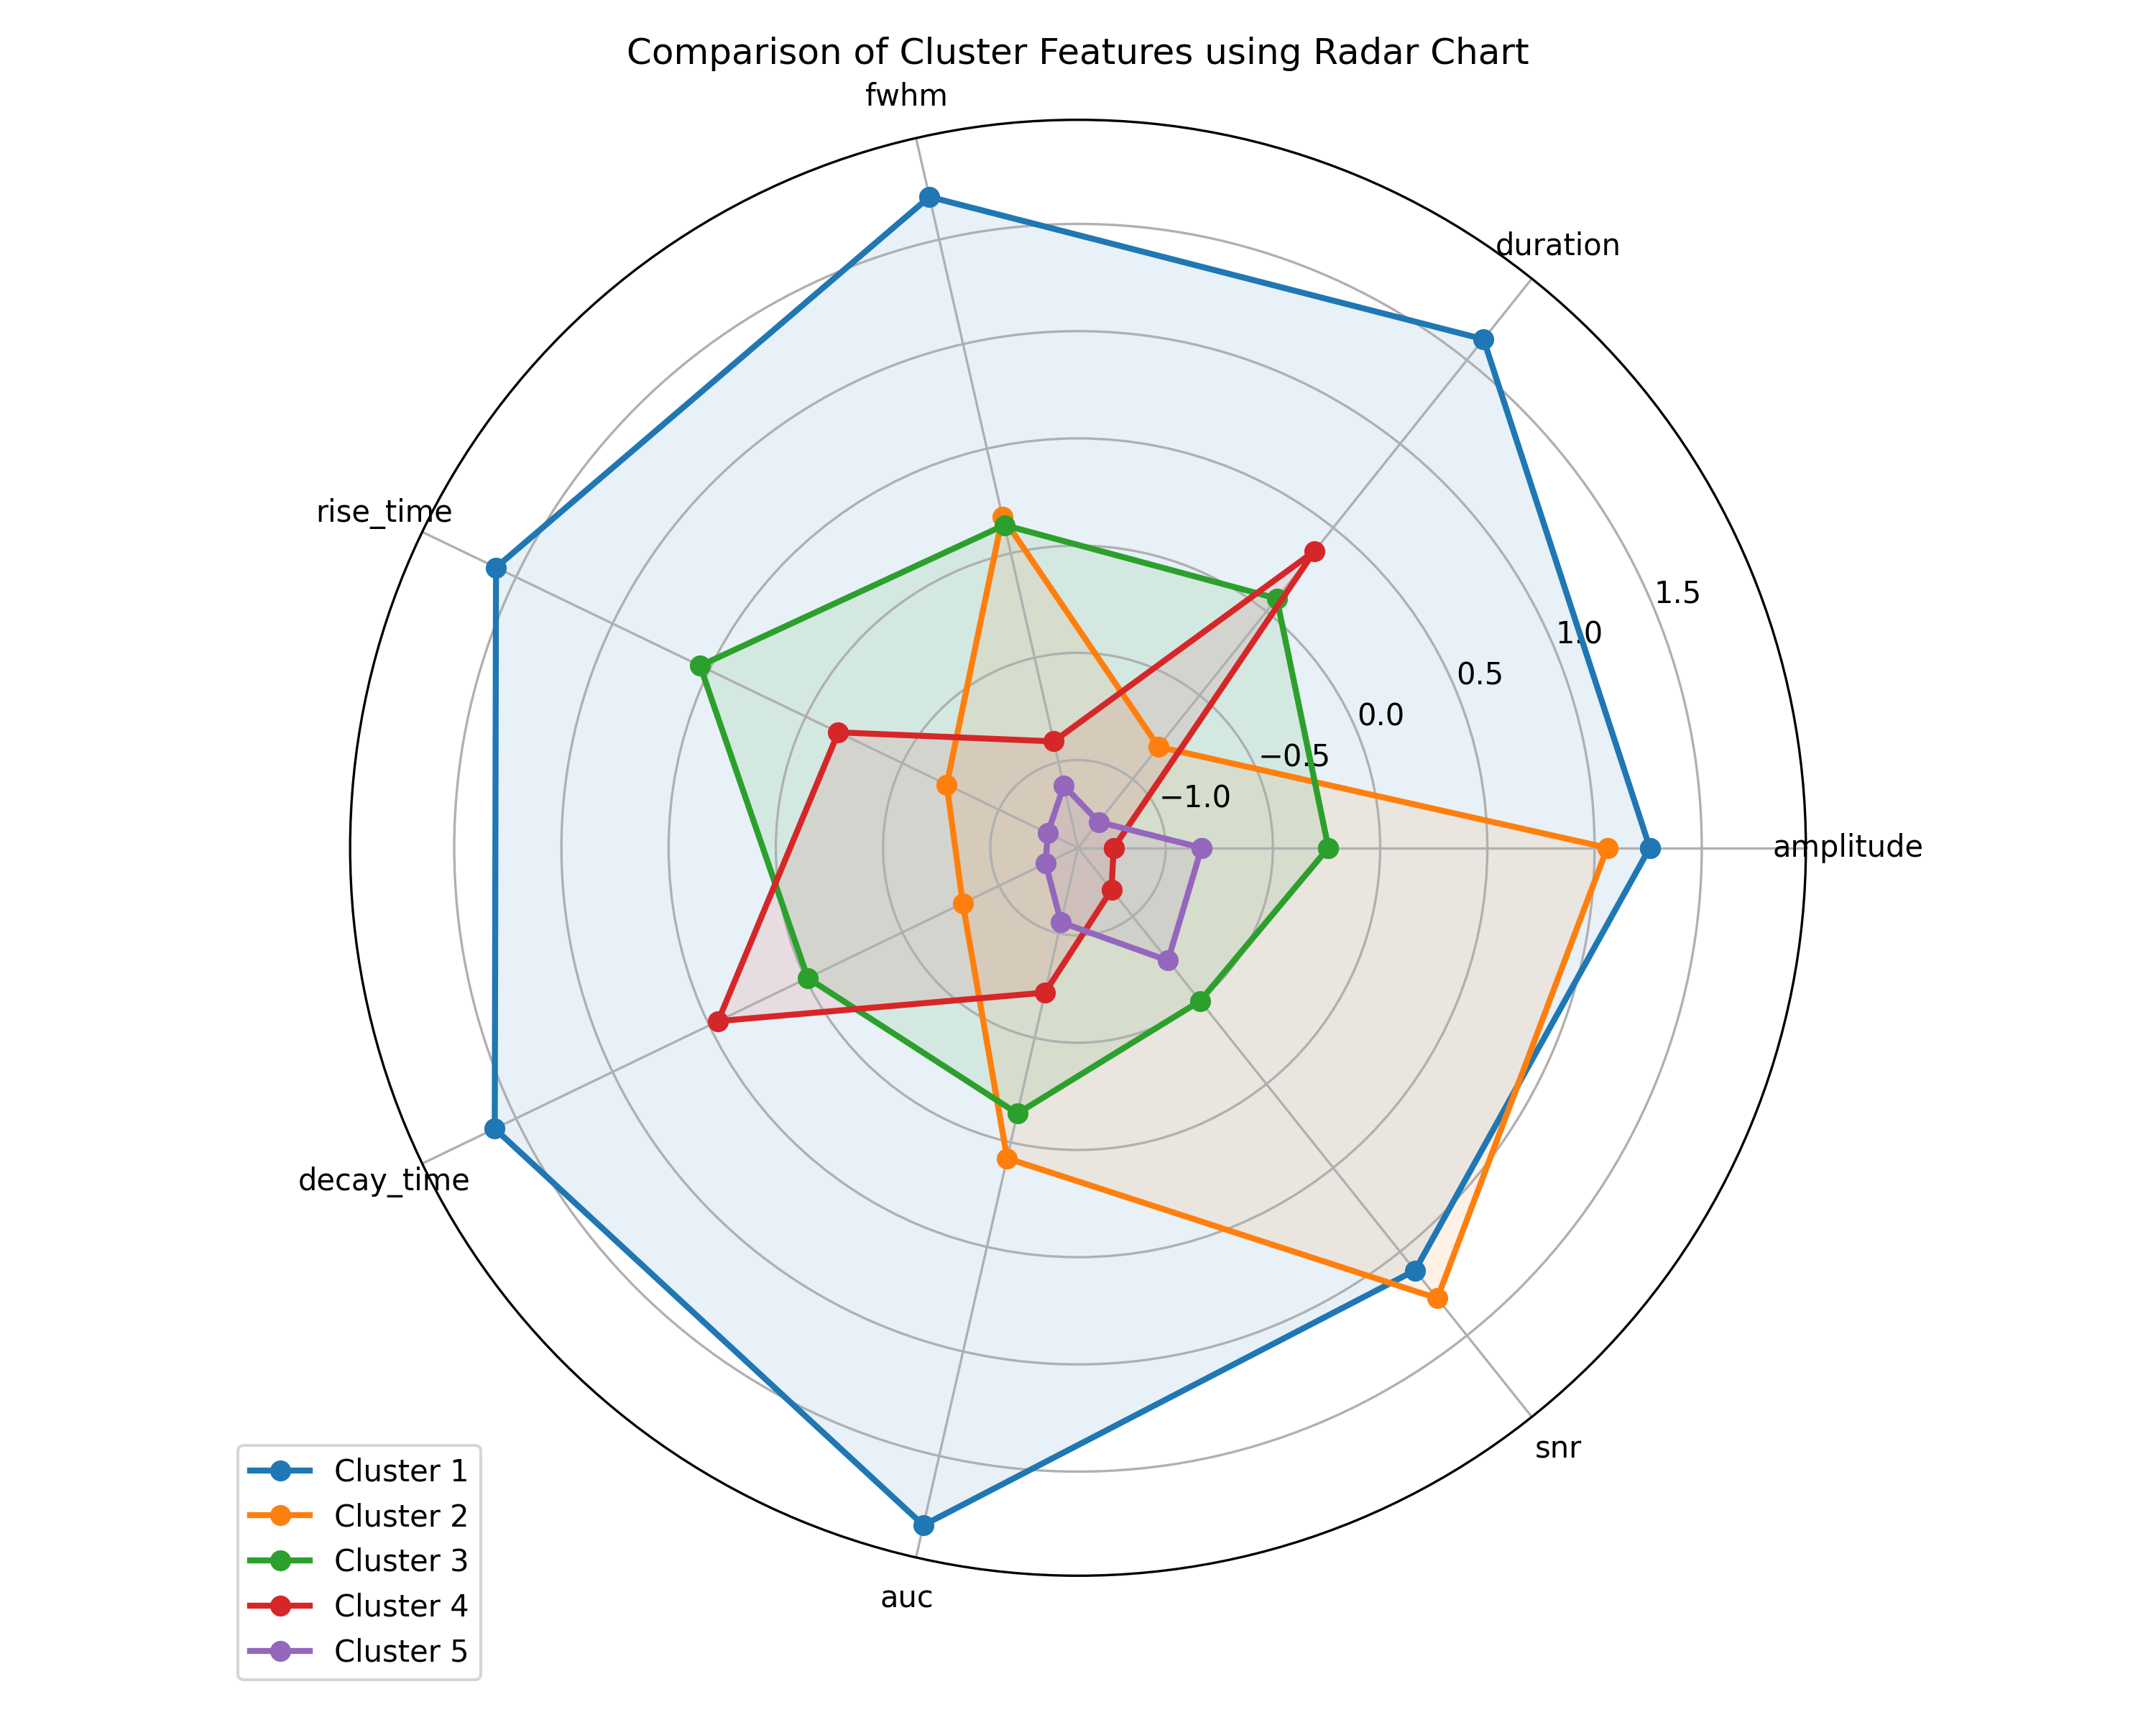 Comparison of Cluster Features using Radar Chart
fwhm
duration
rise_time
1.5
1.0
0.5
0.0
−0.5
−1.0
amplitude
decay_time
snr
auc
Cluster 1
Cluster 2
Cluster 3
Cluster 4
Cluster 5